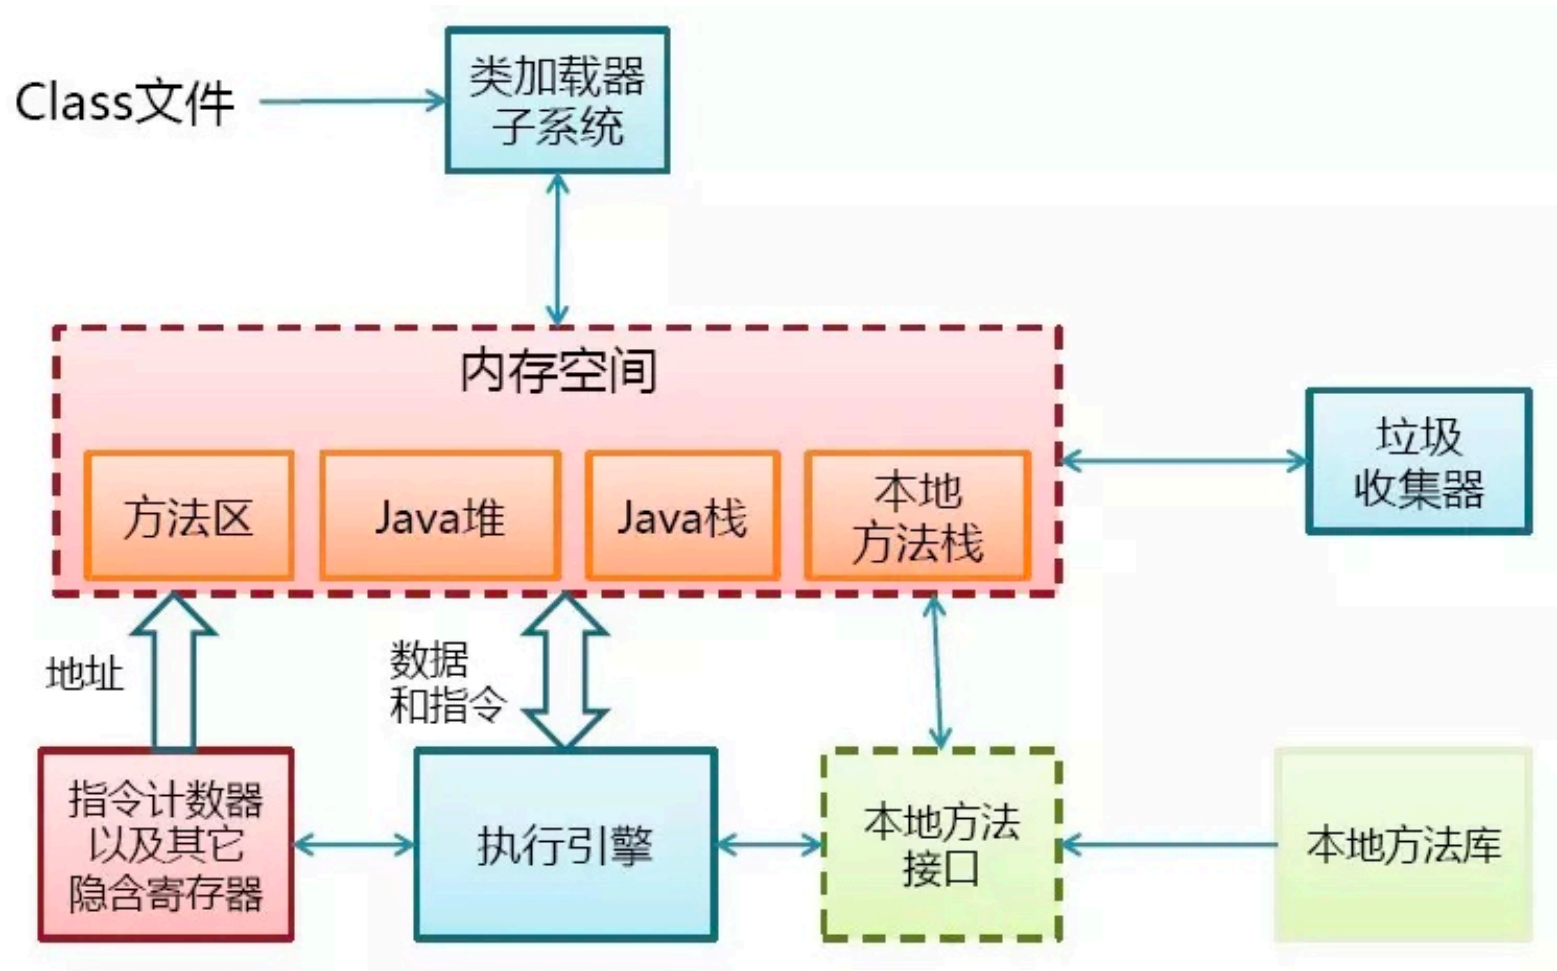 Class文件
类加载器
子系统
内存空间
方法区
Java堆
Java栈
本地
方法栈
垃圾
收集器
地址
数据
和指令
指令计数器
以及其它
隐含寄存器
执行引擎
本地方法
接口
本地方法库